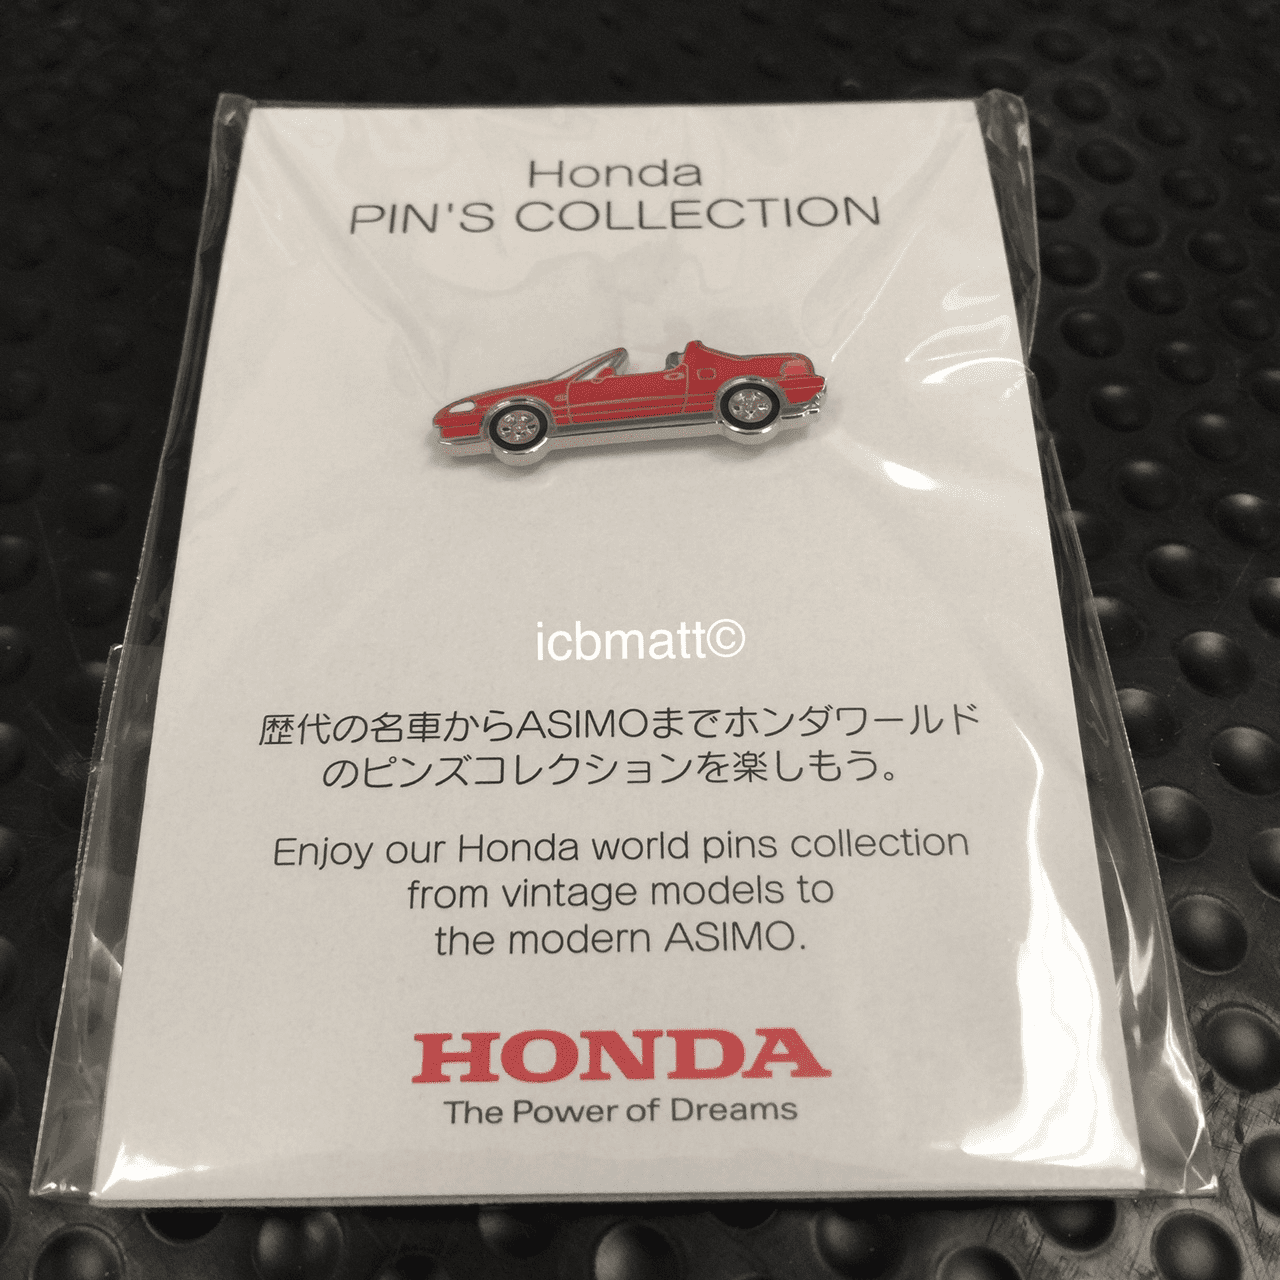 Honda
PIN'S COLLECTION
icbmatt©
歴代の名車からASIMOまでホンダワールド
のピンズコレクションを楽しもう。
Enjoy our Honda world pins collection
from vintage models to
the modern ASIMO.
HONDA
The Power of Dreams